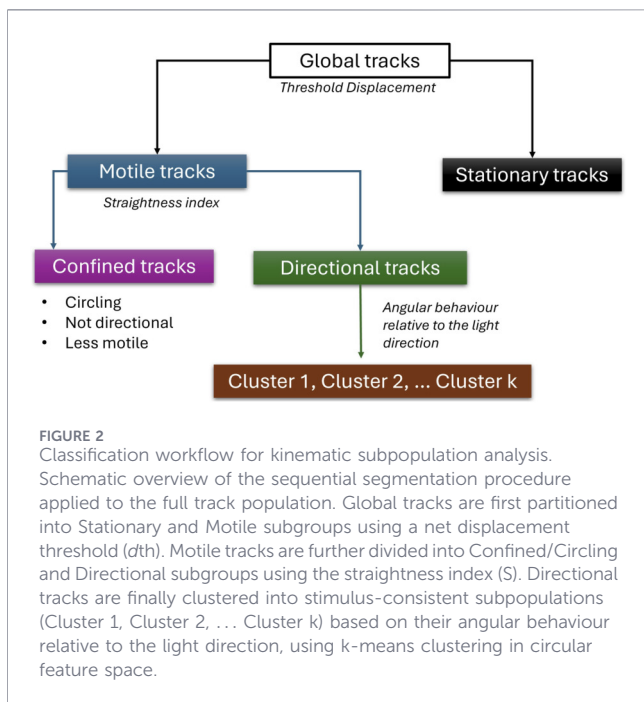 Global tracks
Threshold Displacement
Motile tracks
Stationary tracks
Straightness index
Confined tracks
Directional tracks
• Circling
• Not directional
• Less motile
Angular behaviour
relative to the light
direction
Cluster 1, Cluster 2, ... Cluster k
FIGURE 2
Classification workflow for kinematic subpopulation analysis.
Schematic overview of the sequential segmentation procedure
applied to the full track population. Global tracks are first partitioned
into Stationary and Motile subgroups using a net displacement
threshold (dth). Motile tracks are further divided into Confined/Circling
and Directional subgroups using the straightness index (S). Directional
tracks are finally clustered into stimulus-consistent subpopulations
(Cluster 1, Cluster 2, ... Cluster k) based on their angular behaviour
relative to the light direction, using k-means clustering in circular
feature space.